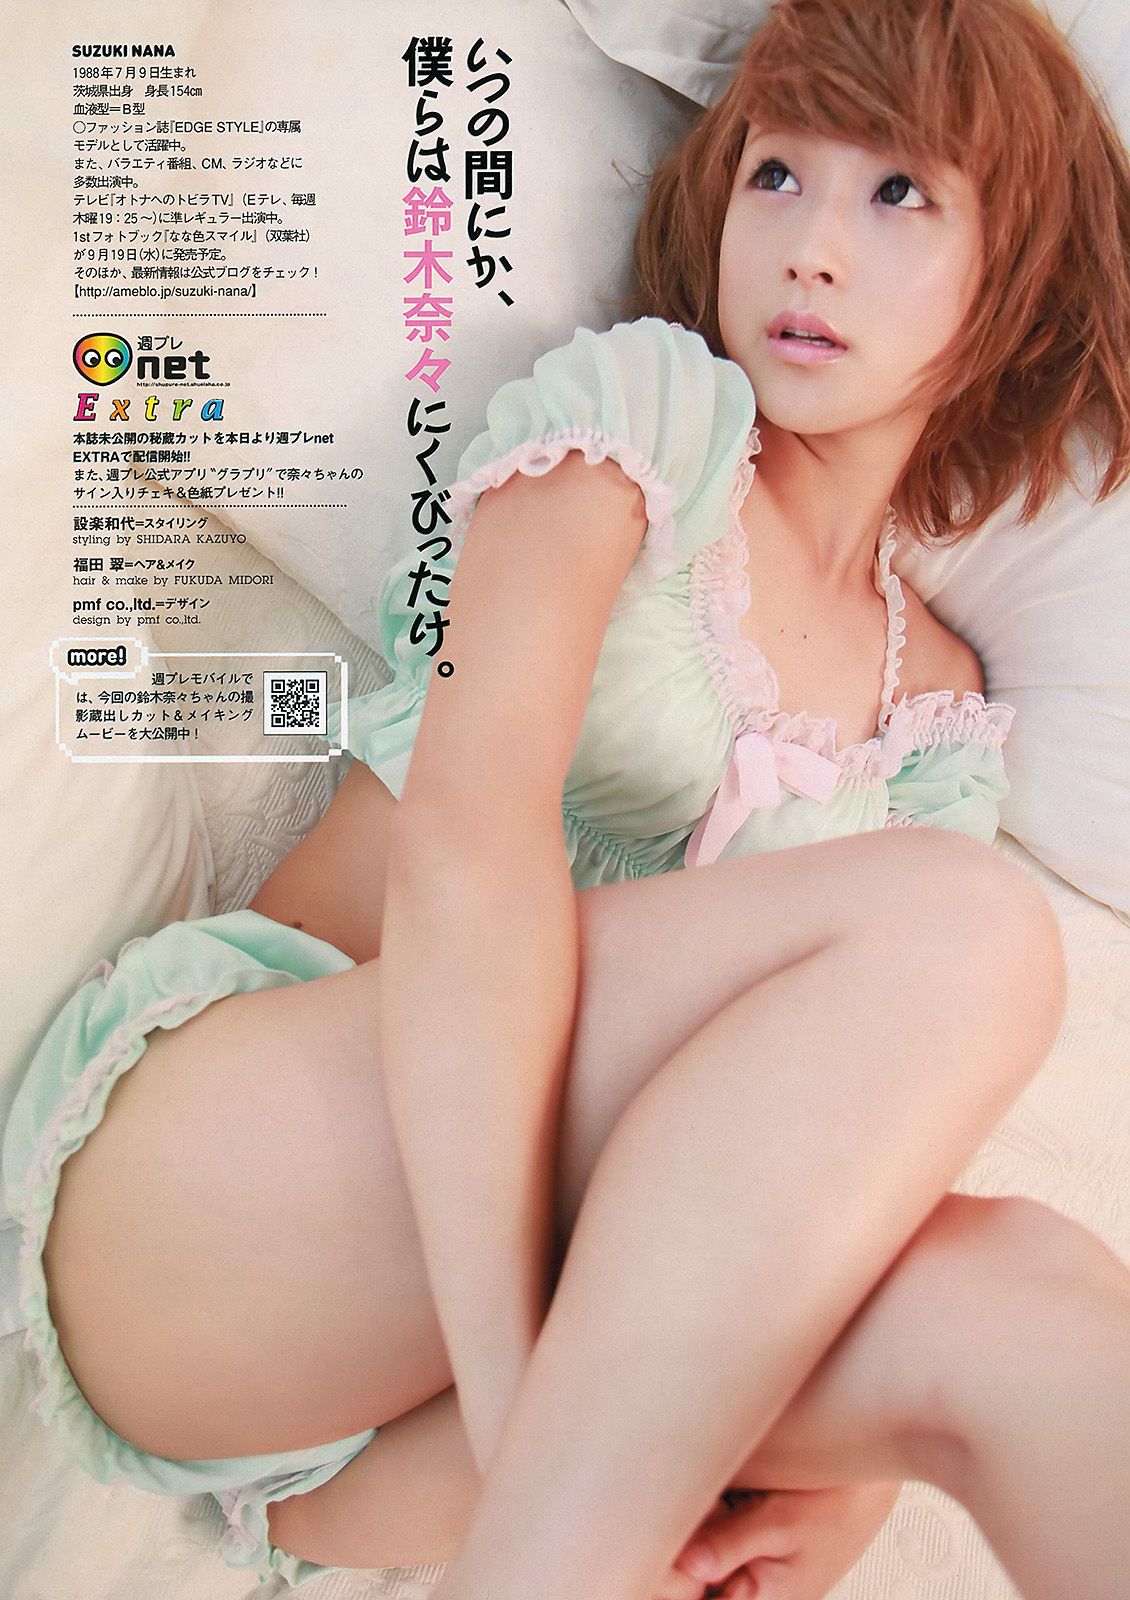 SUZUKI NANA
1988年7月9日生まれ
茨城県出身　身長154㎝
血液型＝B型
○ファッション誌『EDGE STYLE』の専属
モデルとして活躍中。
また、バラエティ番組、CM、ラジオなどに
多数出演中。
テレビ『オトナへのトビラTV』（Eテレ、毎週
木曜19：25～）に準レギュラー出演中。
1stフォトブック『なな色スマイル』（双葉社）
が9月19日（水）に発売予定。
そのほか、最新情報は公式ブログをチェック！
【http://ameblo.jp/suzuki-nana/】
週プレ
net
http://shupure-net.shueisha.co.jp
Extra
本誌未公開の秘蔵カットを本日より週プレnet
EXTRAで配信開始!!
また、週プレ公式アプリ“グラプリ”で奈々ちゃんの
サイン入りチェキ＆色紙プレゼント!!
設楽和代=スタイリング
styling by SHIDARA KAZUYO
福田 翠=ヘア&メイク
hair & make by FUKUDA MIDORI
pmf co.,ltd.=デザイン
design by pmf co.,ltd.
more!
週プレモバイルで
は、今回の鈴木奈々ちゃんの撮
影蔵出しカット＆メイキング
ムービーを大公開中！
いつの間にか、
僕らは鈴木奈々にくびったけ。